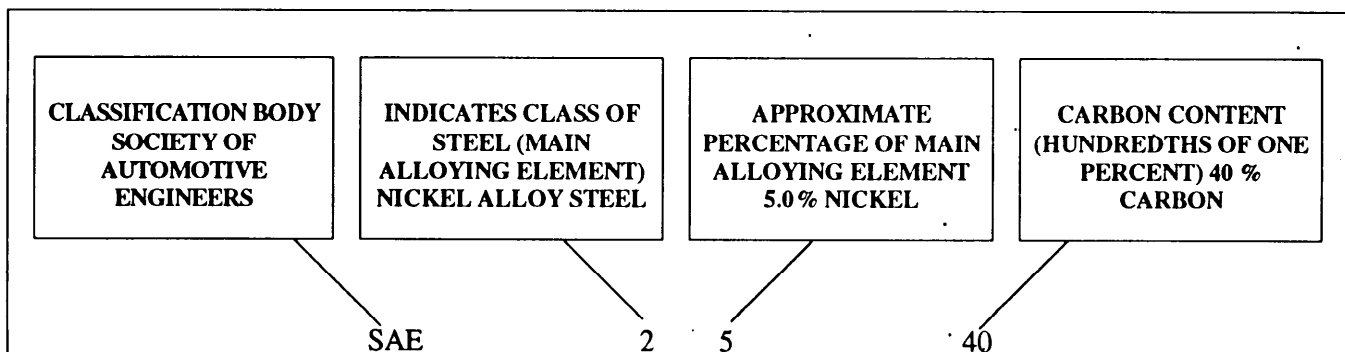 CLASSIFICATION BODY
SOCIETY OF
AUTOMOTIVE
ENGINEERS
INDICATES CLASS OF
STEEL (MAIN
ALLOYING ELEMENT)
NICKEL ALLOY STEEL
APPROXIMATE
PERCENTAGE OF MAIN
ALLOYING ELEMENT
5.0% NICKEL
CARBON CONTENT
(HUNDREDTHS OF ONE
PERCENT) 40 %
CARBON
SAE 2 5 40